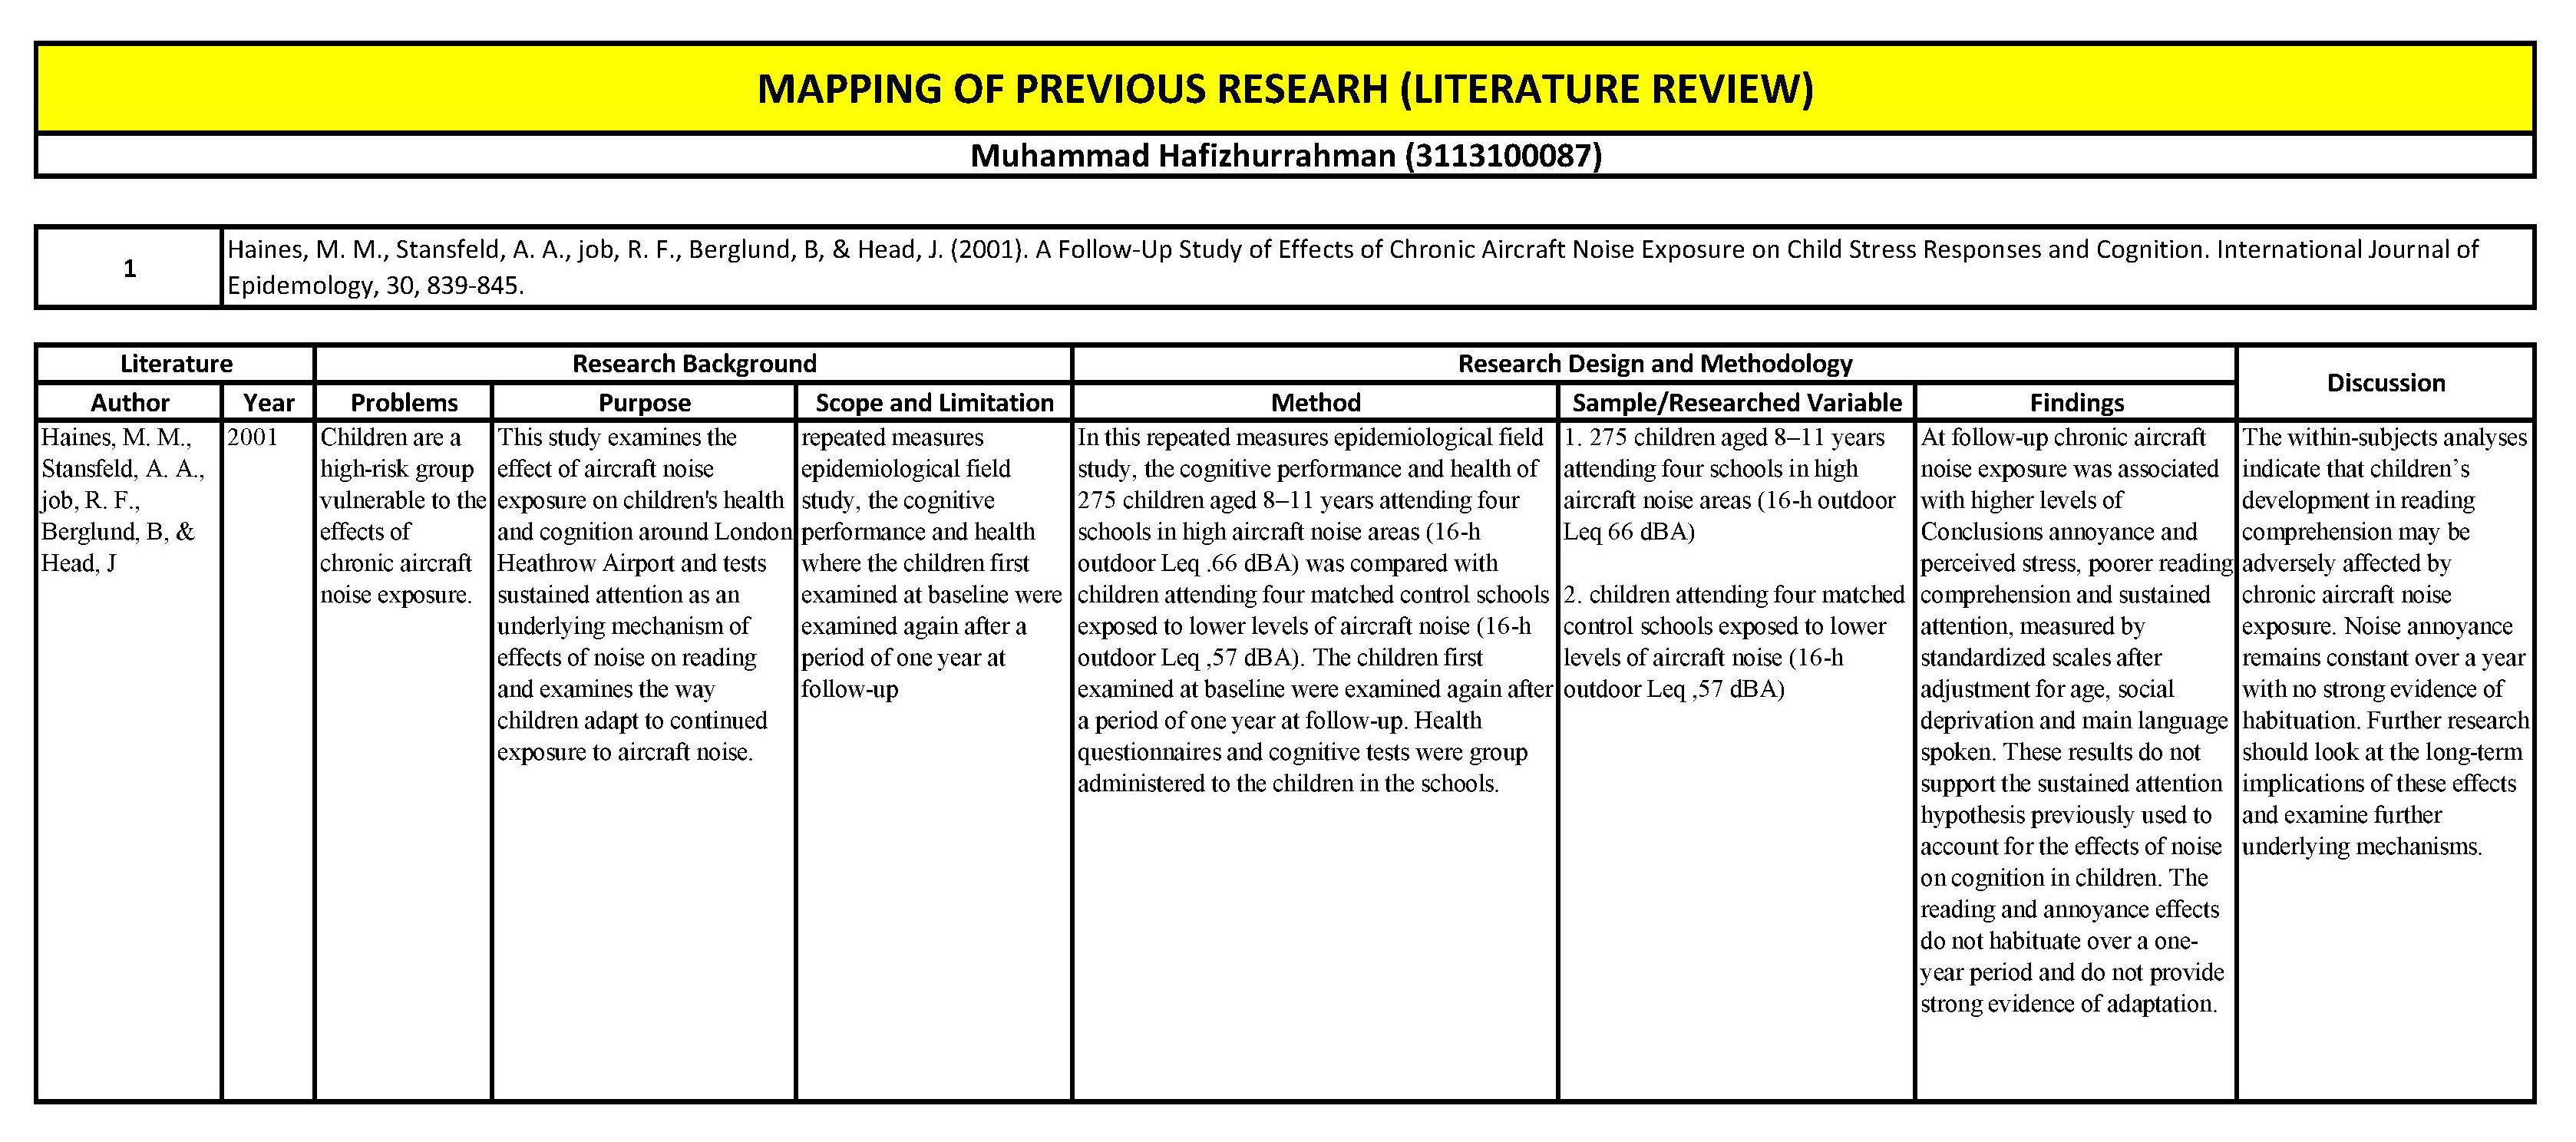 MAPPING OF PREVIOUS RESEARH (LITERATURE REVIEW)
Muhammad Hafizhurrahman (3113100087)
1
Haines, M. M., Stansfeld, A. A., job, R. F., Berglund, B, & Head, J. (2001). A Follow-Up Study of Effects of Chronic Aircraft Noise Exposure on Child Stress Responses and Cognition. International Journal of
Epidemology, 30, 839-845.
Literature
Research Background
Research Design and Methodology
Discussion
Author
Year
Problems
Purpose
Scope and Limitation
Method
Sample/Researched Variable
Findings
Haines, M. M.,
Stansfeld, A. A.,
job, R. F.,
Berglund, B, &
Head, J
2001
Children are a
high-risk group
vulnerable to the
effects of
chronic aircraft
noise exposure.
This study examines the
effect of aircraft noise
exposure on children's health
and cognition around London
Heathrow Airport and tests
sustained attention as an
underlying mechanism of
effects of noise on reading
and examines the way
children adapt to continued
exposure to aircraft noise.
repeated measures
epidemiological field
study, the cognitive
performance and health
where the children first
examined at baseline were
examined again after a
period of one year at
follow-up
In this repeated measures epidemiological field
study, the cognitive performance and health of
275 children aged 8–11 years attending four
schools in high aircraft noise areas (16-h
outdoor Leq .66 dBA) was compared with
children attending four matched control schools
exposed to lower levels of aircraft noise (16-h
outdoor Leq ,57 dBA). The children first
examined at baseline were examined again after
a period of one year at follow-up. Health
questionnaires and cognitive tests were group
administered to the children in the schools.
1. 275 children aged 8–11 years
attending four schools in high
aircraft noise areas (16-h outdoor
Leq 66 dBA)
2. children attending four matched
control schools exposed to lower
levels of aircraft noise (16-h
outdoor Leq ,57 dBA)
At follow-up chronic aircraft
noise exposure was associated
with higher levels of
Conclusions annoyance and
perceived stress, poorer reading
comprehension and sustained
attention, measured by
standardized scales after
adjustment for age, social
deprivation and main language
spoken. These results do not
support the sustained attention
hypothesis previously used to
account for the effects of noise
on cognition in children. The
reading and annoyance effects
do not habituate over a one-
year period and do not provide
strong evidence of adaptation.
The within-subjects analyses
indicate that children’s
development in reading
comprehension may be
adversely affected by
chronic aircraft noise
exposure. Noise annoyance
remains constant over a year
with no strong evidence of
habituation. Further research
should look at the long-term
implications of these effects
and examine further
underlying mechanisms.